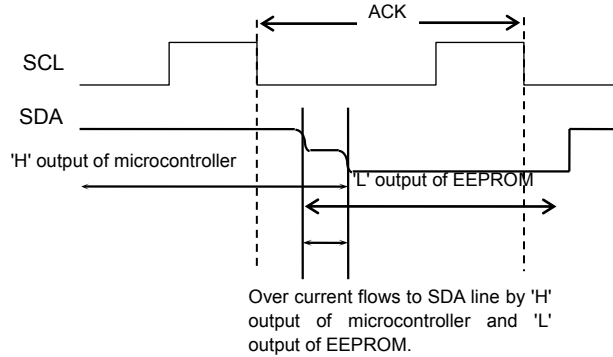 ACK
SCL
SDA
'H' output of microcontroller
'L' output of EEPROM
Over current flows to SDA line by 'H'
output of microcontroller and 'L'
output of EEPROM.